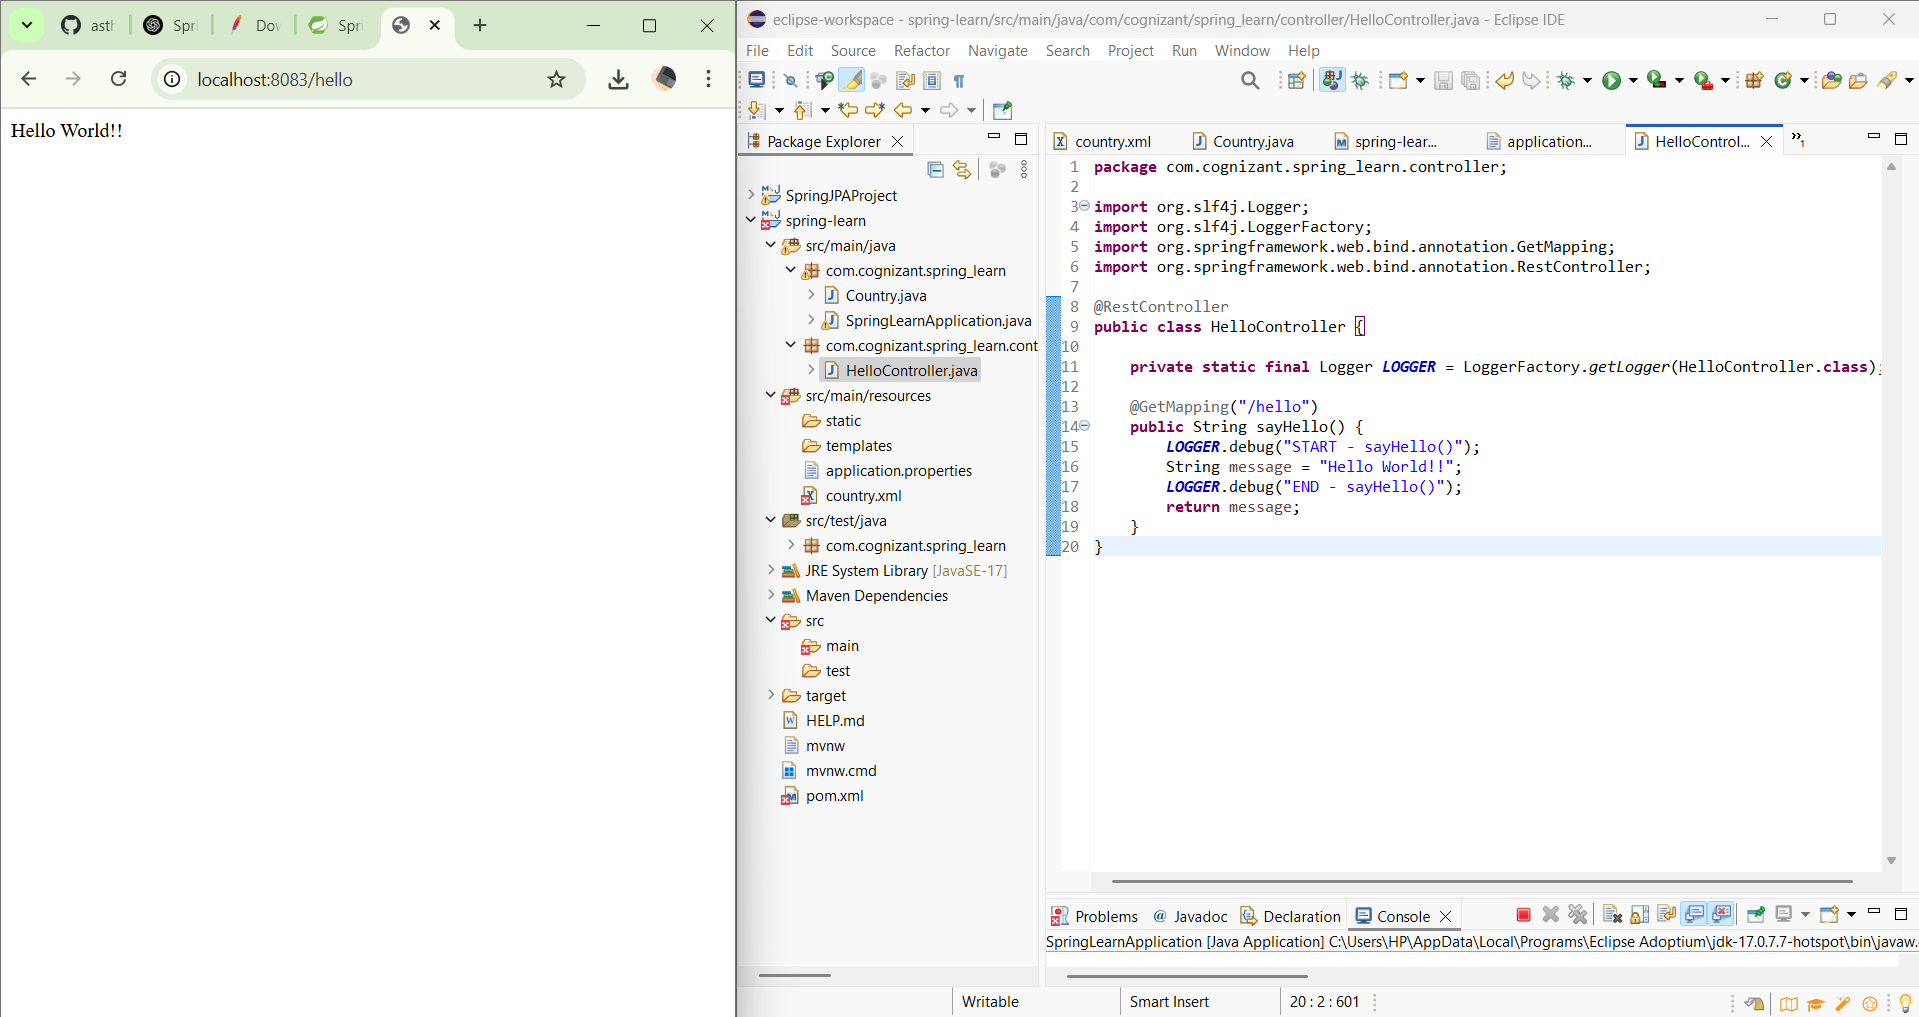 asth
Spri
Dov
Spr
localhost:8083/hello
Hello World!!
eclipse-workspace - spring-learn/src/main/java/com/cognizant/spring_learn/controller/HelloController.java - Eclipse IDE
File Edit Source Refactor Navigate Search Project Run Window Help
Package Explorer
SpringJPAProject
spring-learn
src/main/java
com.cognizant.spring_learn
Country.java
SpringLearnApplication.java
com.cognizant.spring_learn.cont
HelloController.java
src/main/resources
static
templates
application.properties
country.xml
src/test/java
com.cognizant.spring_learn
JRE System Library [JavaSE-17]
Maven Dependencies
src
main
test
target
HELP.md
mvnw
mvnw.cmd
pom.xml
country.xml Country.java spring-lear... application... HelloControl... »1
1 package com.cognizant.spring_learn.controller;
2
3 import org.slf4j.Logger;
4 import org.slf4j.LoggerFactory;
5 import org.springframework.web.bind.annotation.GetMapping;
6 import org.springframework.web.bind.annotation.RestController;
7
8 @RestController
9 public class HelloController {
10
11 private static final Logger LOGGER = LoggerFactory.getLogger(HelloController.class);
12
13 @GetMapping("/hello")
14 public String sayHello() {
15 LOGGER.debug("START - sayHello()");
16 String message = "Hello World!!";
17 LOGGER.debug("END - sayHello()");
18 return message;
19 }
20 }
Problems @ Javadoc Declaration Console
SpringLearnApplication [Java Application] C:\Users\HP\AppData\Local\Programs\Eclipse Adoptium\jdk-17.0.7.7-hotspot\bin\javaw.
Writable Smart Insert 20 : 2 : 601